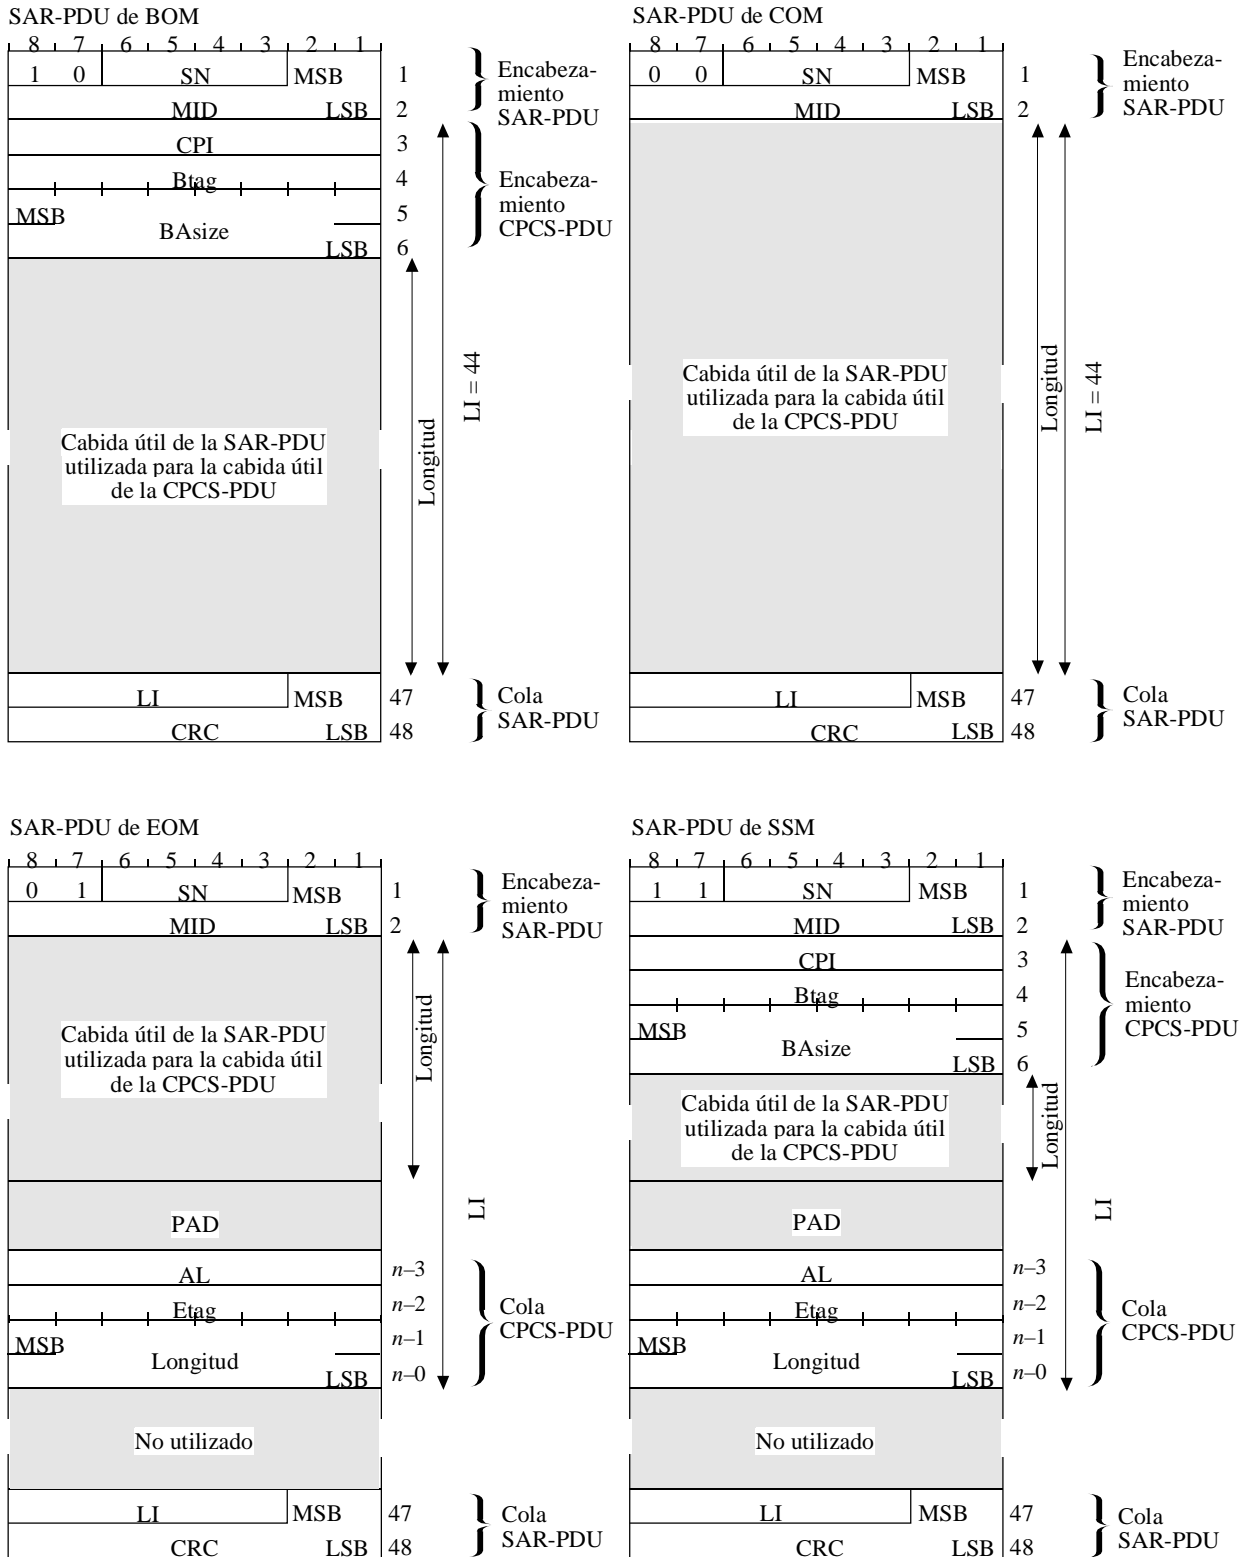 SAR-PDU de BOM
8 7 6 5 4 3 2 1
1 0 SN MSB 1
MID LSB 2
Encabeza-
miento
SAR-PDU
CPI 3
Btag 4
MSB 5
BAsize
LSB 6
Encabeza-
miento
CPCS-PDU
Cabida útil de la SAR-PDU
utilizada para la cabida útil
de la CPCS-PDU
Longitud
LI = 44
LI MSB 47
CRC LSB 48
Cola
SAR-PDU
SAR-PDU de COM
8 7 6 5 4 3 2 1
0 0 SN MSB 1
MID LSB 2
Encabeza-
miento
SAR-PDU
Cabida útil de la SAR-PDU
utilizada para la cabida útil
de la CPCS-PDU
Longitud
LI = 44
LI MSB 47
CRC LSB 48
Cola
SAR-PDU
SAR-PDU de EOM
8 7 6 5 4 3 2 1
0 1 SN MSB 1
MID LSB 2
Encabeza-
miento
SAR-PDU
Cabida útil de la SAR-PDU
utilizada para la cabida útil
de la CPCS-PDU
Longitud
LI
PAD
AL n–3
Etag n–2
MSB n–1
Longitud
LSB n–0
Cola
CPCS-PDU
No utilizado
LI MSB 47
CRC LSB 48
Cola
SAR-PDU
SAR-PDU de SSM
8 7 6 5 4 3 2 1
1 1 SN MSB 1
MID LSB 2
Encabeza-
miento
SAR-PDU
CPI 3
Btag 4
MSB 5
BAsize
LSB 6
Encabeza-
miento
CPCS-PDU
Cabida útil de la SAR-PDU
utilizada para la cabida útil
de la CPCS-PDU
Longitud
LI
PAD
AL n–3
Etag n–2
MSB n–1
Longitud
LSB n–0
Cola
CPCS-PDU
No utilizado
LI MSB 47
CRC LSB 48
Cola
SAR-PDU